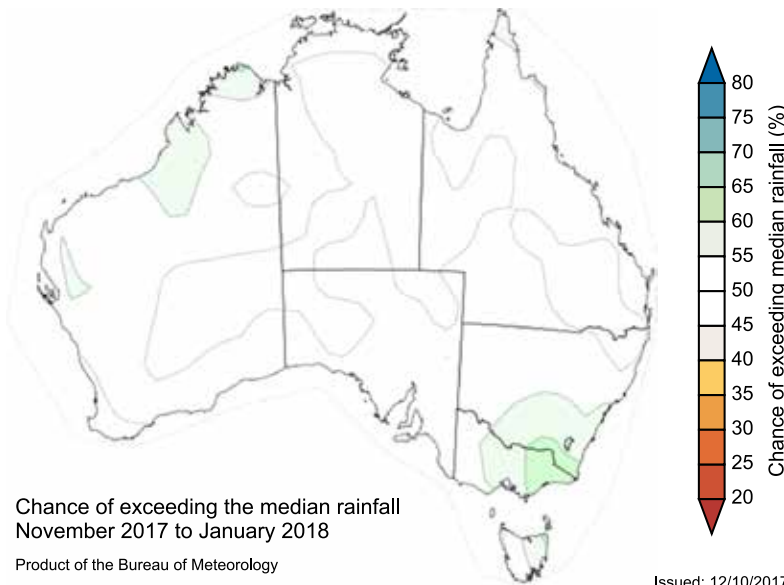 80
75
70
65
60
55
50
45
40
35
30
25
20
Chance of exceeding median rainfall (%)
Chance of exceeding the median rainfall
November 2017 to January 2018
Product of the Bureau of Meteorology
Issued: 12/10/2017